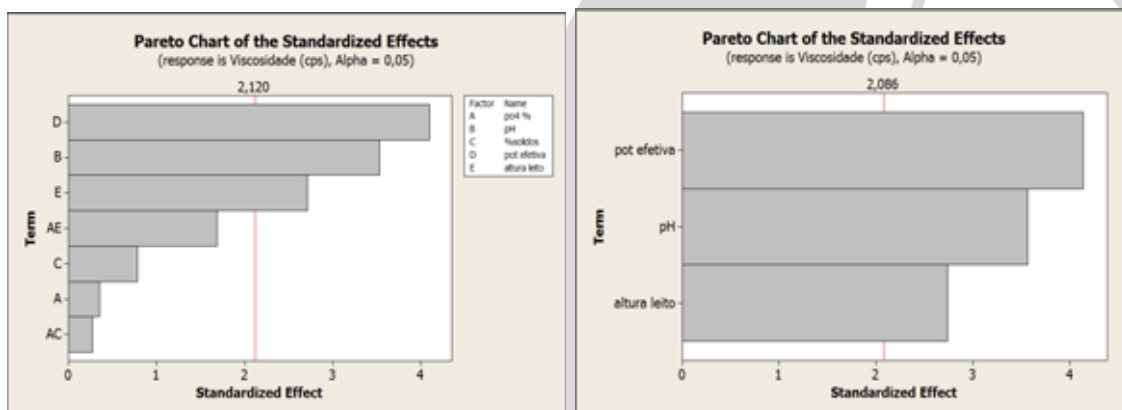 Pareto Chart of the Standardized Effects
(response is Viscosidade (cps), Alpha = 0,05)
2,120
Term
D
B
E
AE
C
A
AC
0 1 2 3 4
Standardized Effect
Factor Name
A po4 %
B pH
C %soldos
D pot efetiva
E altura leito
Pareto Chart of the Standardized Effects
(response is Viscosidade (cps), Alpha = 0,05)
2,086
Term
pot efetiva
pH
altura leito
0 1 2 3 4
Standardized Effect